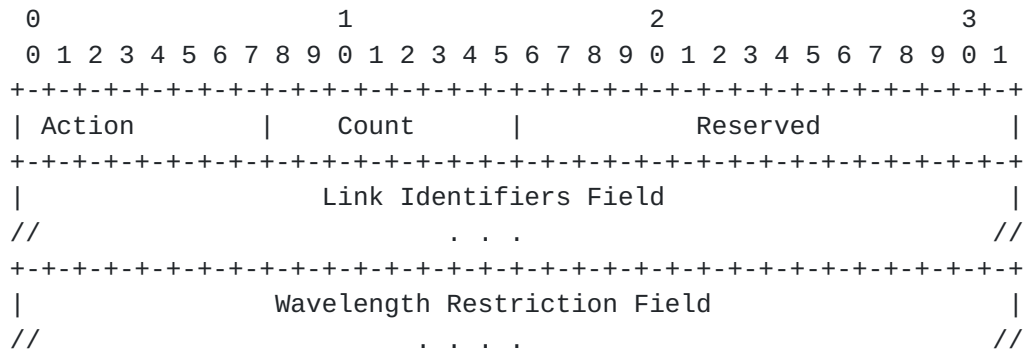 0                   1                   2                   3
 0 1 2 3 4 5 6 7 8 9 0 1 2 3 4 5 6 7 8 9 0 1 2 3 4 5 6 7 8 9 0 1
+-+-+-+-+-+-+-+-+-+-+-+-+-+-+-+-+-+-+-+-+-+-+-+-+-+-+-+-+-+-+-+-+
| Action        |    Count      |           Reserved            |
+-+-+-+-+-+-+-+-+-+-+-+-+-+-+-+-+-+-+-+-+-+-+-+-+-+-+-+-+-+-+-+-+
|                   Link Identifiers Field                      |
//                          . . .                              //
+-+-+-+-+-+-+-+-+-+-+-+-+-+-+-+-+-+-+-+-+-+-+-+-+-+-+-+-+-+-+-+-+
|                Wavelength Restriction Field                   |
//                        . . . .                              //